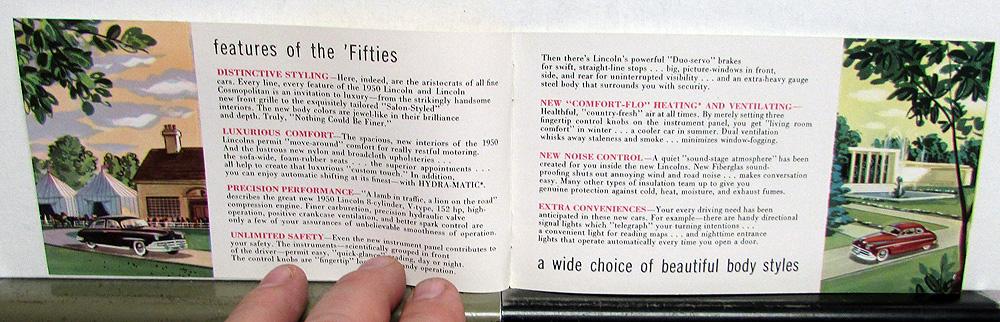 features of the 'Fifties
DISTINCTIVE STYLING—Here, indeed, are the aristocrats of all fine
cars. Every line, every feature of the 1950 Lincoln and Lincoln
Cosmopolitan is an invitation to luxury—from the strikingly handsome
new front grille to the exquisitely tailored "Salon-Styled"
interiors. The new body colors are jewel-like in their brilliance
and depth. Truly, "Nothing Could Be Finer."
LUXURIOUS COMFORT—The spacious, new interiors of the 1950
Lincolns permit "move-around" comfort for really restful motoring.
And the lustrous new nylon and broadcloth upholsteries . . .
the sofa-wide, foam-rubber seats . . . the superior appointments . . .
all help to create that luxurious "custom touch." In addition,
you can enjoy automatic shifting at its finest—with HYDRA-MATIC*.
PRECISION PERFORMANCE—"A lamb in traffic, a lion on the road"
describes the great new 1950 Lincoln 8-cylinder, V-type, 152 hp, high-
compression engine. Finer carburetion, precision hydraulic valve
operation, positive crankcase ventilation, and better spark control are
only a few of your assurances of unbelievable smoothness of operation.
UNLIMITED SAFETY—Even the new instrument panel contributes to
your safety. The instruments—scientifically grouped in front
of the driver—permit easy, "quick-glance" reading, day or night.
The control knobs are "fingertip" operation.
Then there's Lincoln's powerful "Duo-servo" brakes
for swift, straight-line stops . . . big, picture-windows in front,
side, and rear for uninterrupted visibility . . . and an extra-heavy gauge
steel body that surrounds you with security.
NEW "COMFORT-FLO" HEATING* AND VENTILATING—
Healthful, "country-fresh" air at all times. By merely setting three
fingertip control knobs on the instrument panel, you get "living room
comfort" in winter . . . a cooler car in summer. Dual ventilation
whisks away staleness and smoke . . . minimizes window-fogging.
NEW NOISE CONTROL—A quiet "sound-stage atmosphere" has been
created for you inside the new Lincolns. New Fiberglas sound-
proofing shuts out annoying wind and road noise . . . makes conversation
easy. Many other types of insulation team up to give you
genuine protection against cold, heat, moisture, and exhaust fumes.
EXTRA CONVENIENCES—Your every driving need has been
anticipated in these new cars. For example—there are handy directional
signal lights which "telegraph" your turning intentions . . .
a convenient light for reading maps . . . and nighttime entrance
lights that operate automatically every time you open a door.
a wide choice of beautiful body styles